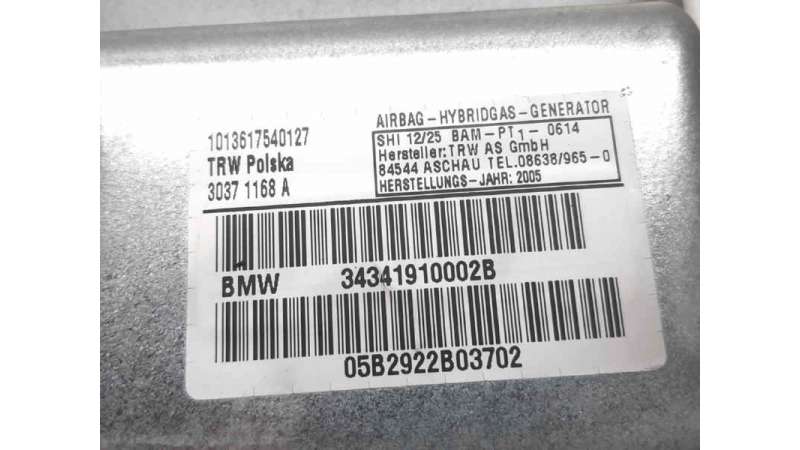 1013617540127
TRW Polska
3037 1168 A
AIRBAG-HYBRIDGAS-GENERATOR
SHI 12/25 BAM-PT1-0614
Hersteller:TRW AS GmbH
84544 ASCHAU TEL.08638/965-0
HERSTELLUNGS-JAHR: 2005
BMW 34341910002B
05B2922B03702